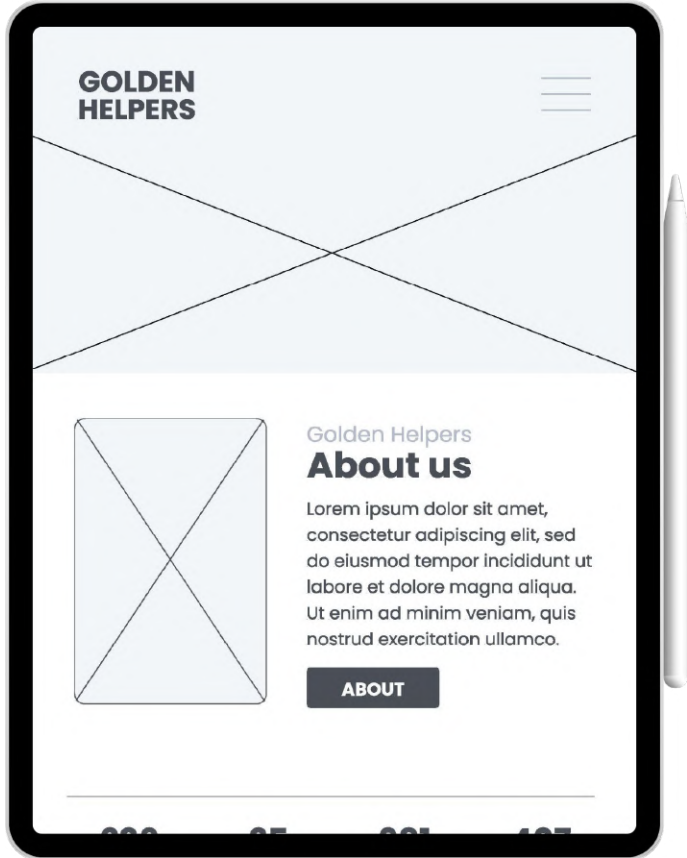 GOLDEN
HELPERS
Golden Helpers
About us
Lorem ipsum dolor sit amet,
consectetur adipiscing elit, sed
do eiusmod tempor incididunt ut
labore et dolore magna aliqua.
Ut enim ad minim veniam, quis
nostrud exercitation ullamco.
ABOUT